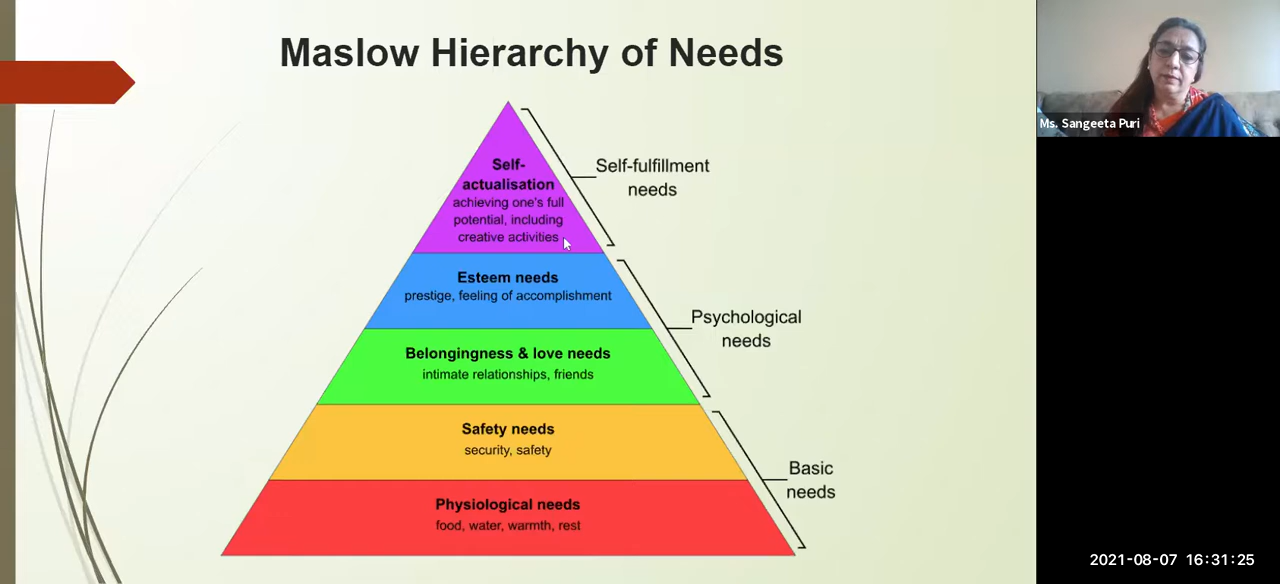 Maslow Hierarchy of Needs
Ms. Sangeeta Puri
Self-
actualisation
achieving one's full
potential, including
creative activities
Self-fulfillment
needs
Esteem needs
prestige, feeling of accomplishment
Psychological
needs
Belongingness & love needs
intimate relationships, friends
Safety needs
security, safety
Basic
needs
Physiological needs
food, water, warmth, rest
2021-08-07 16:31:25